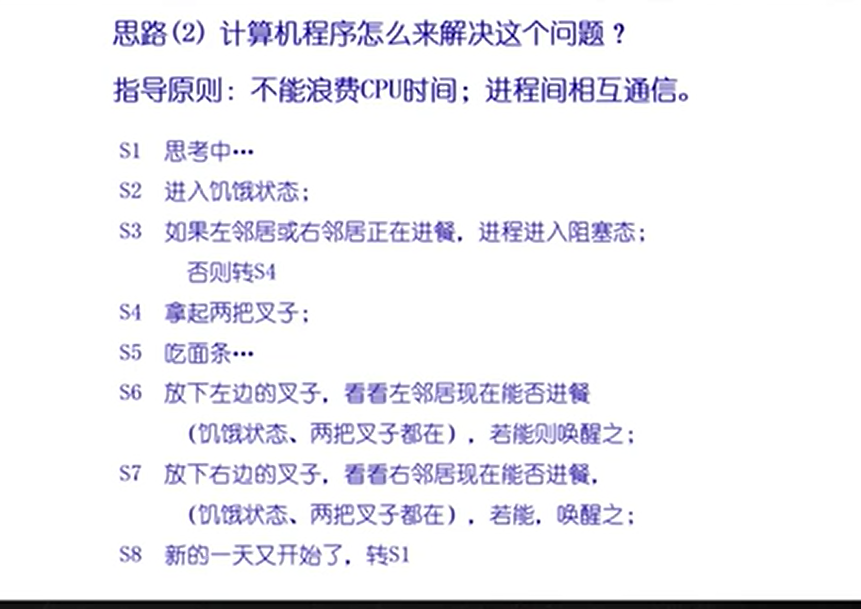 思路(2) 计算机程序怎么来解决这个问题？
指导原则：不能浪费CPU时间；进程间相互通信。
S1 思考中…
S2 进入饥饿状态；
S3 如果左邻居或右邻居正在进餐，进程进入阻塞态；
否则转S4
S4 拿起两把叉子；
S5 吃面条…
S6 放下左边的叉子，看看左邻居现在能否进餐
(饥饿状态、两把叉子都在)，若能则唤醒之；
S7 放下右边的叉子，看看右邻居现在能否进餐，
(饥饿状态、两把叉子都在)，若能，唤醒之；
S8 新的一天又开始了，转S1